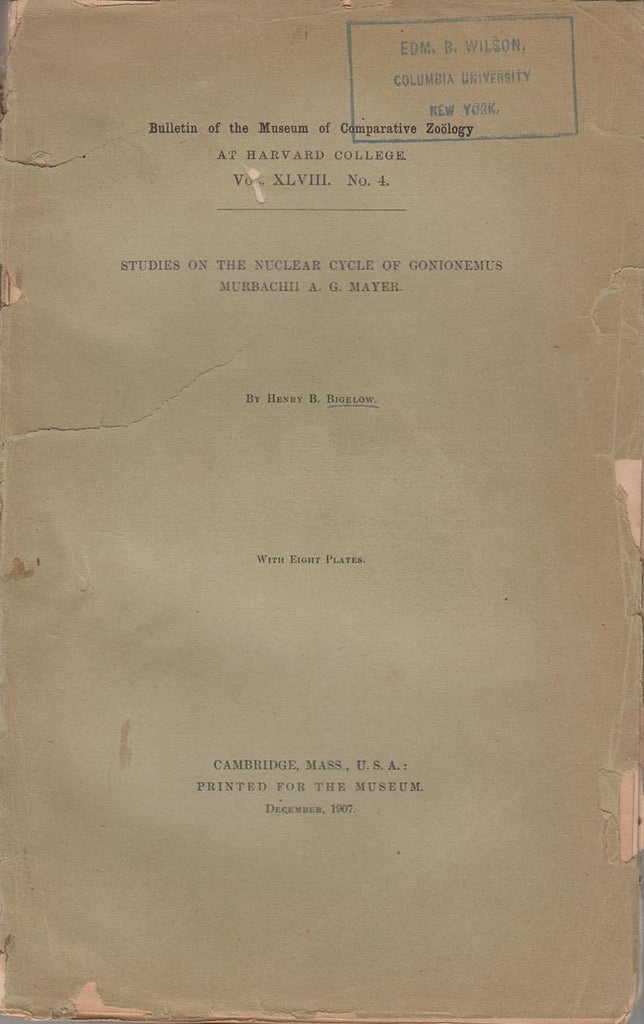 EDM. B. WILSON,
COLUMBIA UNIVERSITY
NEW YORK.
Bulletin of the Museum of Comparative Zoölogy
AT HARVARD COLLEGE.
VOL. XLVIII. No. 4.
STUDIES ON THE NUCLEAR CYCLE OF GONIONEMUS
MURBACHII A. G. MAYER.
BY HENRY B. BIGELOW.
WITH EIGHT PLATES.
CAMBRIDGE, MASS., U. S. A.:
PRINTED FOR THE MUSEUM.
DECEMBER, 1907.